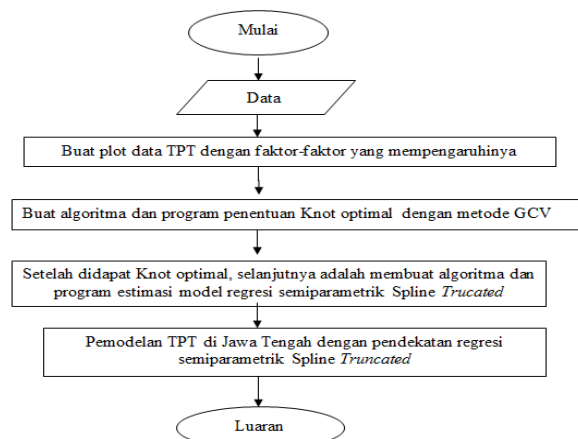 Mulai
Data
Buat plot data TPT dengan faktor-faktor yang mempengaruhinya
Buat algoritma dan program penentuan Knot optimal dengan metode GCV
Setelah didapat Knot optimal, selanjutnya adalah membuat algoritma dan
program estimasi model regresi semiparametrik Spline Trucated
Pemodelan TPT di Jawa Tengah dengan pendekatan regresi
semiparametrik Spline Truncated
Luaran